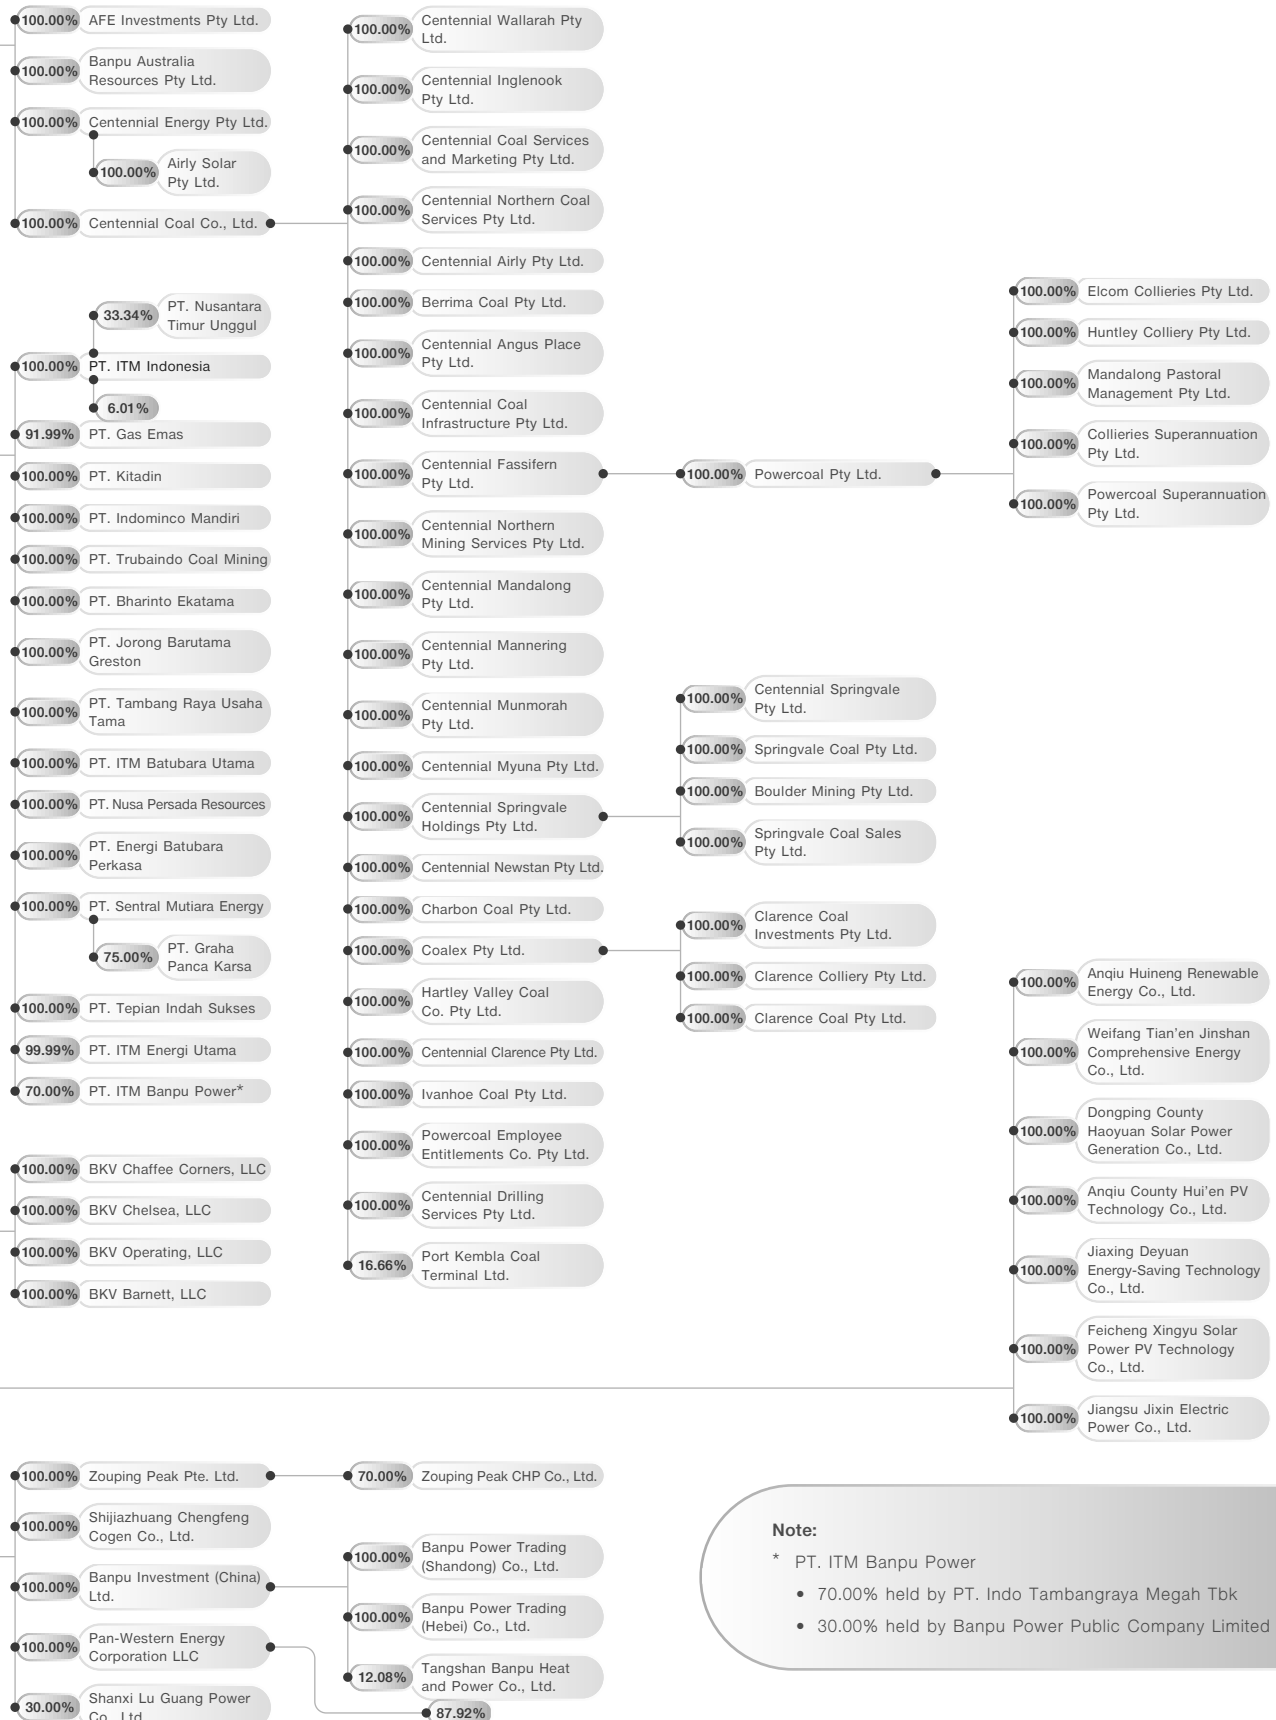 100.00% AFE Investments Pty Ltd.
100.00% Banpu Australia
Resources Pty Ltd.
100.00% Centennial Energy Pty Ltd.
100.00% Airly Solar
Pty Ltd.
100.00% Centennial Coal Co., Ltd.
33.34% PT. Nusantara
Timur Unggul
100.00% PT. ITM Indonesia
6.01%
91.99% PT. Gas Emas
100.00% PT. Kitadin
100.00% PT. Indominco Mandiri
100.00% PT. Trubaindo Coal Mining
100.00% PT. Bharinto Ekatama
100.00% PT. Jorong Barutama
Greston
100.00% PT. Tambang Raya Usaha
Tama
100.00% PT. ITM Batubara Utama
100.00% PT. Nusa Persada Resources
100.00% PT. Energi Batubara
Perkasa
100.00% PT. Sentral Mutiara Energy
75.00% PT. Graha
Panca Karsa
100.00% PT. Tepian Indah Sukses
99.99% PT. ITM Energi Utama
70.00% PT. ITM Banpu Power*
100.00% BKV Chaffee Corners, LLC
100.00% BKV Chelsea, LLC
100.00% BKV Operating, LLC
100.00% BKV Barnett, LLC
100.00% Centennial Wallarah Pty
Ltd.
100.00% Centennial Inglenook
Pty Ltd.
100.00% Centennial Coal Services
and Marketing Pty Ltd.
100.00% Centennial Northern Coal
Services Pty Ltd.
100.00% Centennial Airly Pty Ltd.
100.00% Berrima Coal Pty Ltd.
100.00% Centennial Angus Place
Pty Ltd.
100.00% Centennial Coal
Infrastructure Pty Ltd.
100.00% Centennial Fassifern
Pty Ltd.
100.00% Centennial Northern
Mining Services Pty Ltd.
100.00% Centennial Mandalong
Pty Ltd.
100.00% Centennial Mannering
Pty Ltd.
100.00% Centennial Munmorah
Pty Ltd.
100.00% Centennial Myuna Pty Ltd.
100.00% Centennial Springvale
Holdings Pty Ltd.
100.00% Centennial Newstan Pty Ltd.
100.00% Charbon Coal Pty Ltd.
100.00% Coalex Pty Ltd.
100.00% Hartley Valley Coal
Co. Pty Ltd.
100.00% Centennial Clarence Pty Ltd.
100.00% Ivanhoe Coal Pty Ltd.
100.00% Powercoal Employee
Entitlements Co. Pty Ltd.
100.00% Centennial Drilling
Services Pty Ltd.
16.66% Port Kembla Coal
Terminal Ltd.
100.00% Powercoal Pty Ltd.
100.00% Elcom Collieries Pty Ltd.
100.00% Huntley Colliery Pty Ltd.
100.00% Mandalong Pastoral
Management Pty Ltd.
100.00% Collieries Superannuation
Pty Ltd.
100.00% Powercoal Superannuation
Pty Ltd.
100.00% Centennial Springvale
Pty Ltd.
100.00% Springvale Coal Pty Ltd.
100.00% Boulder Mining Pty Ltd.
100.00% Springvale Coal Sales
Pty Ltd.
100.00% Clarence Coal
Investments Pty Ltd.
100.00% Clarence Colliery Pty Ltd.
100.00% Clarence Coal Pty Ltd.
100.00% Anqiu Huineng Renewable
Energy Co., Ltd.
100.00% Weifang Tian'en Jinshan
Comprehensive Energy
Co., Ltd.
100.00% Dongping County
Haoyuan Solar Power
Generation Co., Ltd.
100.00% Anqiu County Hui'en PV
Technology Co., Ltd.
100.00% Jiaxing Deyuan
Energy-Saving Technology
Co., Ltd.
100.00% Feicheng Xingyu Solar
Power PV Technology
Co., Ltd.
100.00% Jiangsu Jixin Electric
Power Co., Ltd.
100.00% Zouping Peak Pte. Ltd.
70.00% Zouping Peak CHP Co., Ltd.
100.00% Shijiazhuang Chengfeng
Cogen Co., Ltd.
100.00% Banpu Investment (China)
Ltd.
100.00% Pan-Western Energy
Corporation LLC
30.00% Shanxi Lu Guang Power
Co., Ltd.
100.00% Banpu Power Trading
(Shandong) Co., Ltd.
100.00% Banpu Power Trading
(Hebei) Co., Ltd.
12.08% Tangshan Banpu Heat
and Power Co., Ltd.
87.92%
Note:
* PT. ITM Banpu Power
• 70.00% held by PT. Indo Tambangraya Megah Tbk
• 30.00% held by Banpu Power Public Company Limited